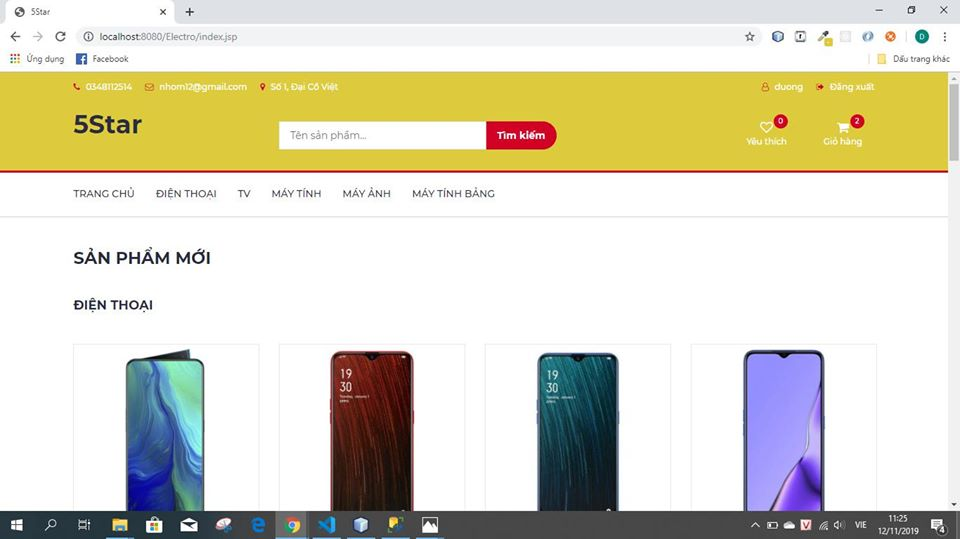 5Star
localhost:8080/Electro/index.jsp
Ứng dụng Facebook Dấu trang khác
0348112514 nhom12@gmail.com Số 1, Đại Cồ Việt duong Đăng xuất
5Star
Tên sản phẩm... Tìm kiếm
0 2
Yêu thích Giỏ hàng
TRANG CHỦ ĐIỆN THOẠI TV MÁY TÍNH MÁY ẢNH MÁY TÍNH BẢNG
SẢN PHẨM MỚI
ĐIỆN THOẠI
19 19
30 30
VIE 11:25
12/11/2019 4